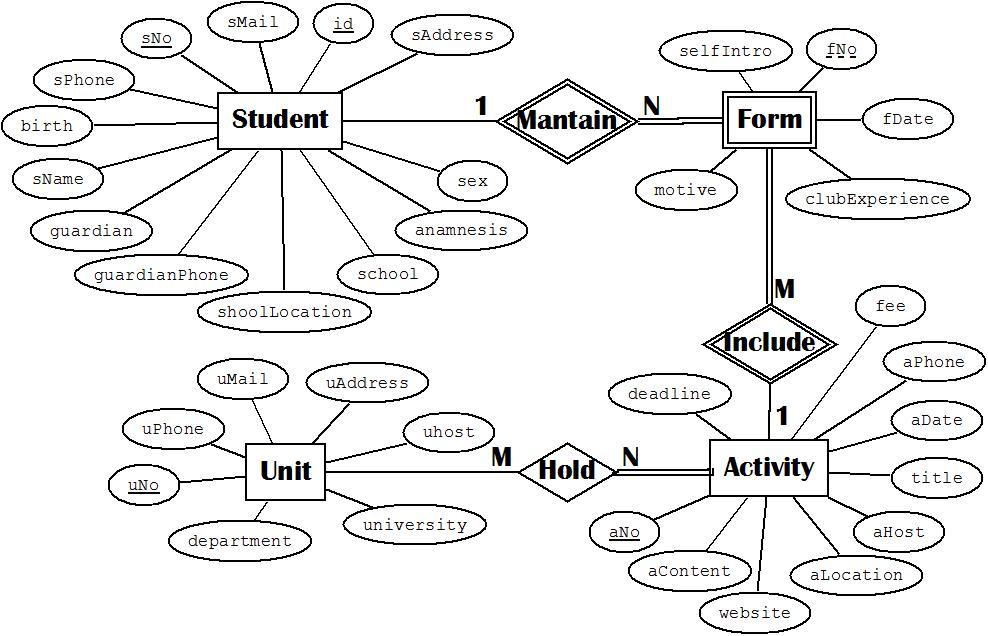 sMail
id
sNo
sAddress
selfIntro
fNo
sPhone
Student
1
Mantain
N
Form
fDate
birth
sName
sex
motive
clubExperience
guardian
anamnesis
guardianPhone
school
shoolLocation
M
fee
Include
uMail
uAddress
deadline
aPhone
1
uPhone
uhost
aDate
Unit
M
Hold
N
Activity
title
uNo
department
university
aNo
aHost
aContent
aLocation
website